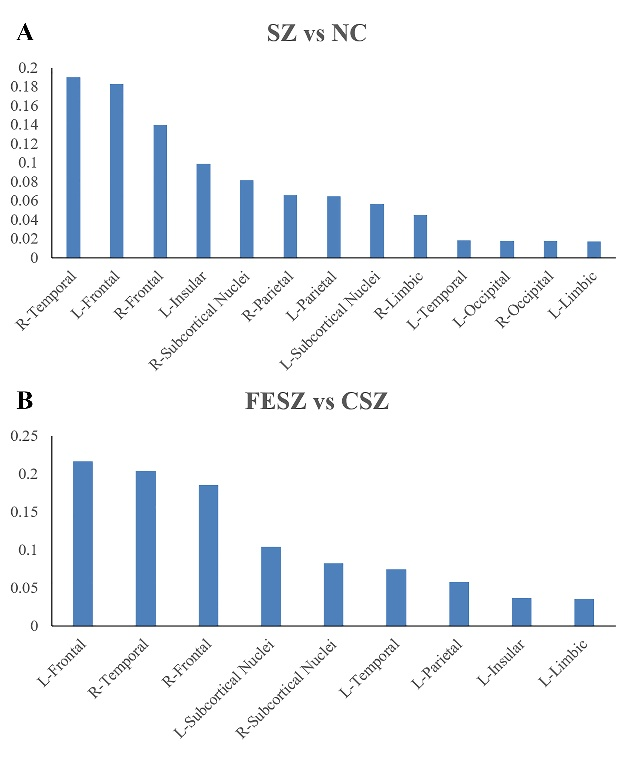 A
SZ vs NC
0.2
0.18
0.16
0.14
0.12
0.1
0.08
0.06
0.04
0.02
0
R-Temporal
L-Frontal
R-Frontal
L-Insular
R-Subcortical Nuclei
R-Parietal
L-Parietal
L-Subcortical Nuclei
R-Limbic
L-Temporal
L-Occipital
R-Occipital
L-Limbic
B
FESZ vs CSZ
0.25
0.2
0.15
0.1
0.05
0
L-Frontal
R-Temporal
R-Frontal
L-Subcortical Nuclei
R-Subcortical Nuclei
L-Temporal
L-Parietal
L-Insular
L-Limbic